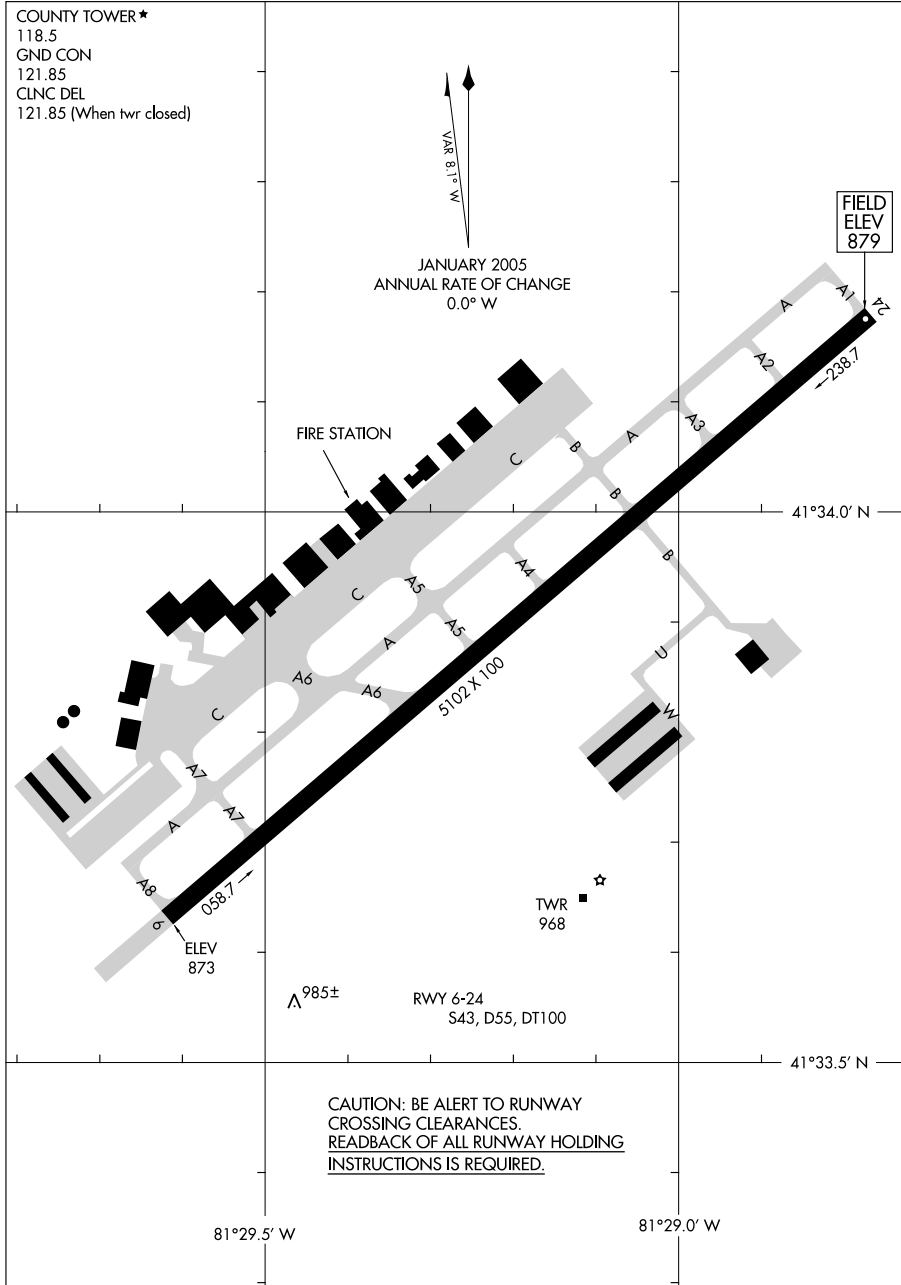 COUNTY TOWER ★
118.5
GND CON
121.85
CLNC DEL
121.85 (When twr closed)
VAR 8.1° W
JANUARY 2005
ANNUAL RATE OF CHANGE
0.0° W
FIELD
ELEV
879
A1
24
A
A2
238.7
A3
A
B
C
FIRE STATION
B
41°34.0' N
B
A4
A5
C
A5
A
U
A6
A6
5102 X 100
W
C
A7
A7
A
A8
058.7
6
ELEV
873
TWR
968
985±
RWY 6-24
S43, D55, DT100
41°33.5' N
CAUTION: BE ALERT TO RUNWAY
CROSSING CLEARANCES.
READBACK OF ALL RUNWAY HOLDING
INSTRUCTIONS IS REQUIRED.
81°29.5' W
81°29.0' W